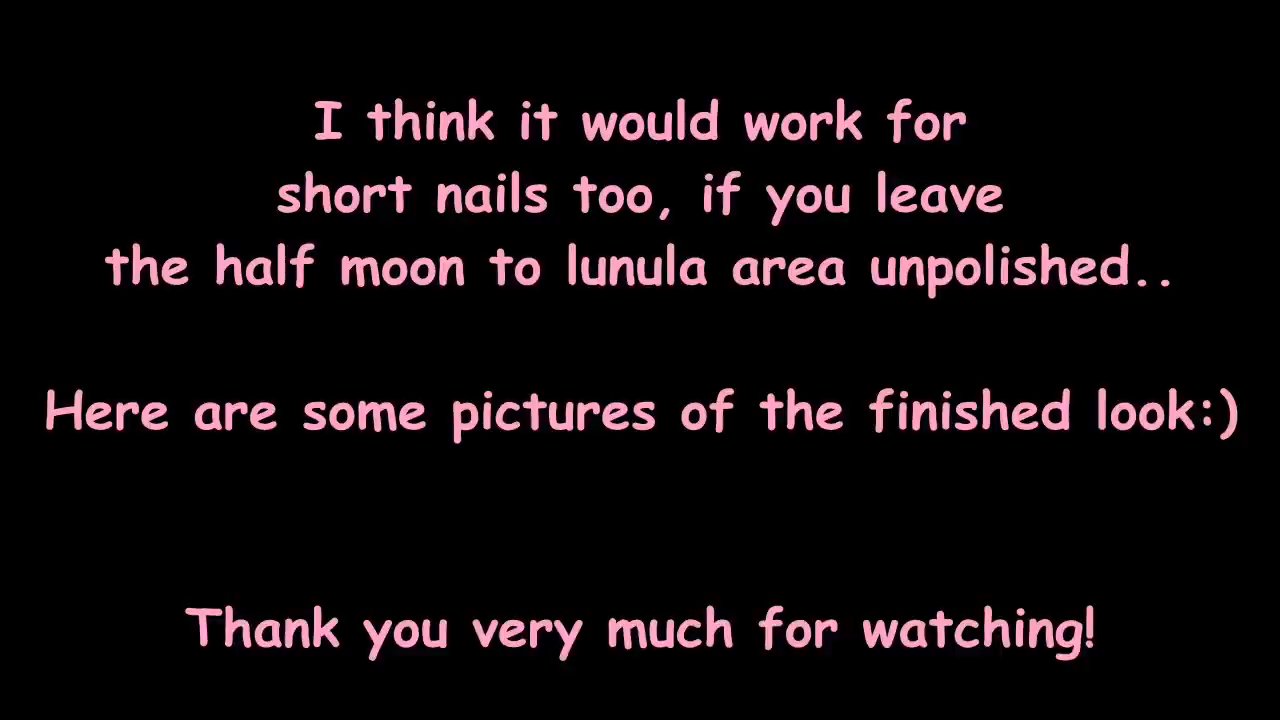 I think it would work for
short nails too, if you leave
the half moon to lunula area unpolished..
Here are some pictures of the finished look:)
Thank you very much for watching!